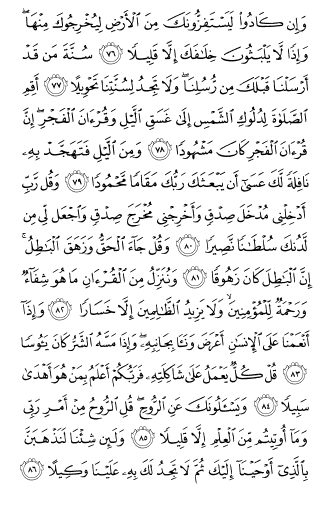 وَإِن كَادُوا۟ لَيَسْتَفِزُّونَكَ مِنَ ٱلْأَرْضِ لِيُخْرِجُوكَ مِنْهَا ۖ
وَإِذًا لَّا يَلْبَثُونَ خِلَـٰفَكَ إِلَّا قَلِيلًا ٧٦ سُنَّةَ مَن قَدْ
أَرْسَلْنَا قَبْلَكَ مِن رُّسُلِنَا ۖ وَلَا تَجِدُ لِسُنَّتِنَا تَحْوِيلًا ٧٧ أَقِمِ
ٱلصَّلَوٰةَ لِدُلُوكِ ٱلشَّمْسِ إِلَىٰ غَسَقِ ٱلَّيْلِ وَقُرْءَانَ ٱلْفَجْرِ ۖ إِنَّ
قُرْءَانَ ٱلْفَجْرِ كَانَ مَشْهُودًا ٧٨ وَمِنَ ٱلَّيْلِ فَتَهَجَّدْ بِهِۦ
نَافِلَةً لَّكَ عَسَىٰٓ أَن يَبْعَثَكَ رَبُّكَ مَقَامًا مَّحْمُودًا ٧٩ وَقُل رَّبِّ
أَدْخِلْنِى مُدْخَلَ صِدْقٍ وَأَخْرِجْنِى مُخْرَجَ صِدْقٍ وَٱجْعَل لِّى مِن
لَّدُنكَ سُلْطَـٰنًا نَّصِيرًا ٨٠ وَقُلْ جَآءَ ٱلْحَقُّ وَزَهَقَ ٱلْبَـٰطِلُ ۚ
إِنَّ ٱلْبَـٰطِلَ كَانَ زَهُوقًا ٨١ وَنُنَزِّلُ مِنَ ٱلْقُرْءَانِ مَا هُوَ شِفَآءٌ
وَرَحْمَةٌ لِّلْمُؤْمِنِينَ ۙ وَلَا يَزِيدُ ٱلظَّـٰلِمِينَ إِلَّا خَسَارًا ٨٢ وَإِذَآ
أَنْعَمْنَا عَلَى ٱلْإِنسَـٰنِ أَعْرَضَ وَنَـَٔا بِجَانِبِهِۦ ۖ وَإِذَا مَسَّهُ ٱلشَّرُّ كَانَ يَـُٔوسًا
٨٣ قُلْ كُلٌّ يَعْمَلُ عَلَىٰ شَاكِلَتِهِۦ فَرَبُّكُمْ أَعْلَمُ بِمَنْ هُوَ أَهْدَىٰ
سَبِيلًا ٨٤ وَيَسْـَٔلُونَكَ عَنِ ٱلرُّوحِ ۖ قُلِ ٱلرُّوحُ مِنْ أَمْرِ رَبِّى
وَمَآ أُوتِيتُم مِّنَ ٱلْعِلْمِ إِلَّا قَلِيلًا ٨٥ وَلَئِن شِئْنَا لَنَذْهَبَنَّ
بِٱلَّذِىٓ أَوْحَيْنَآ إِلَيْكَ ثُمَّ لَا تَجِدُ لَكَ بِهِۦ عَلَيْنَا وَكِيلًا ٨٦